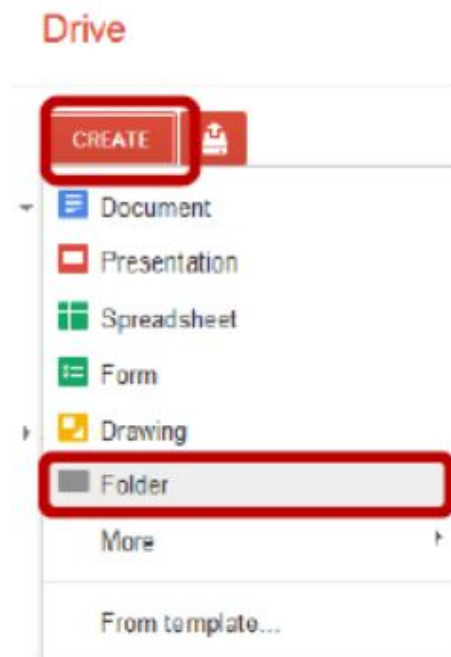 Drive
CREATE
Document
Presentation
Spreadsheet
Form
Drawing
Folder
More
From template...